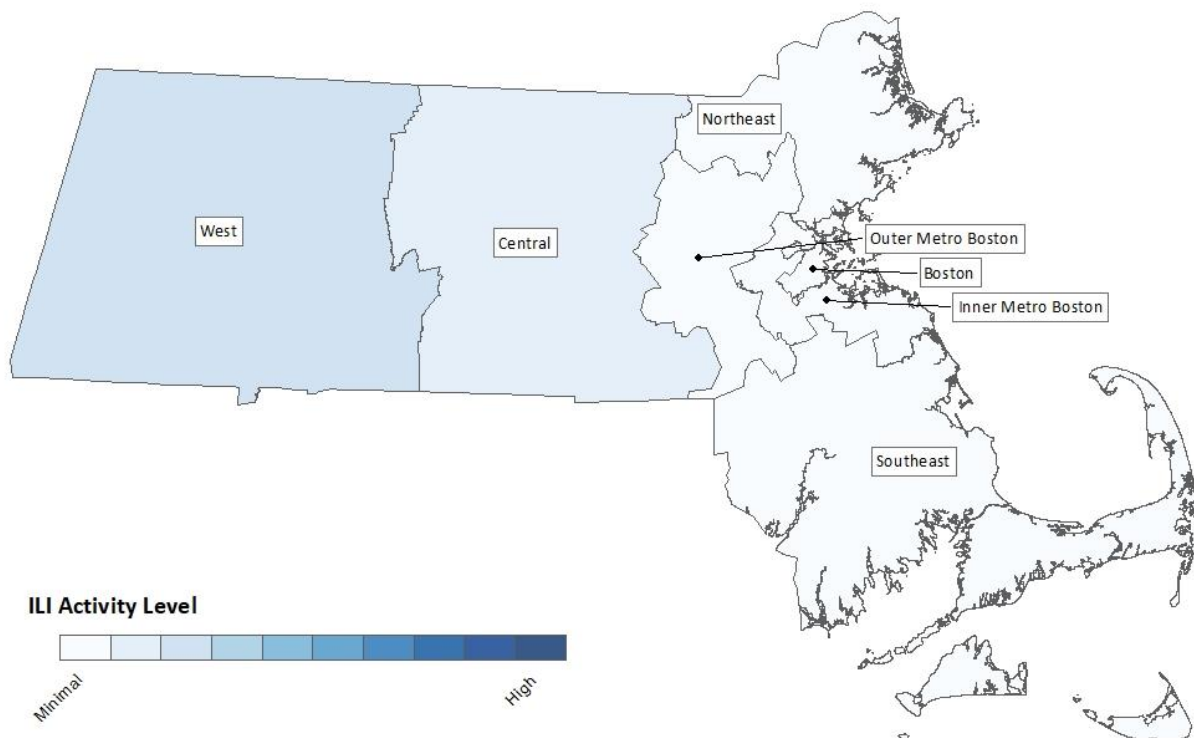 Northeast
West
Central
Outer Metro Boston
Boston
Inner Metro Boston
Southeast
ILI Activity Level
Minimal
High